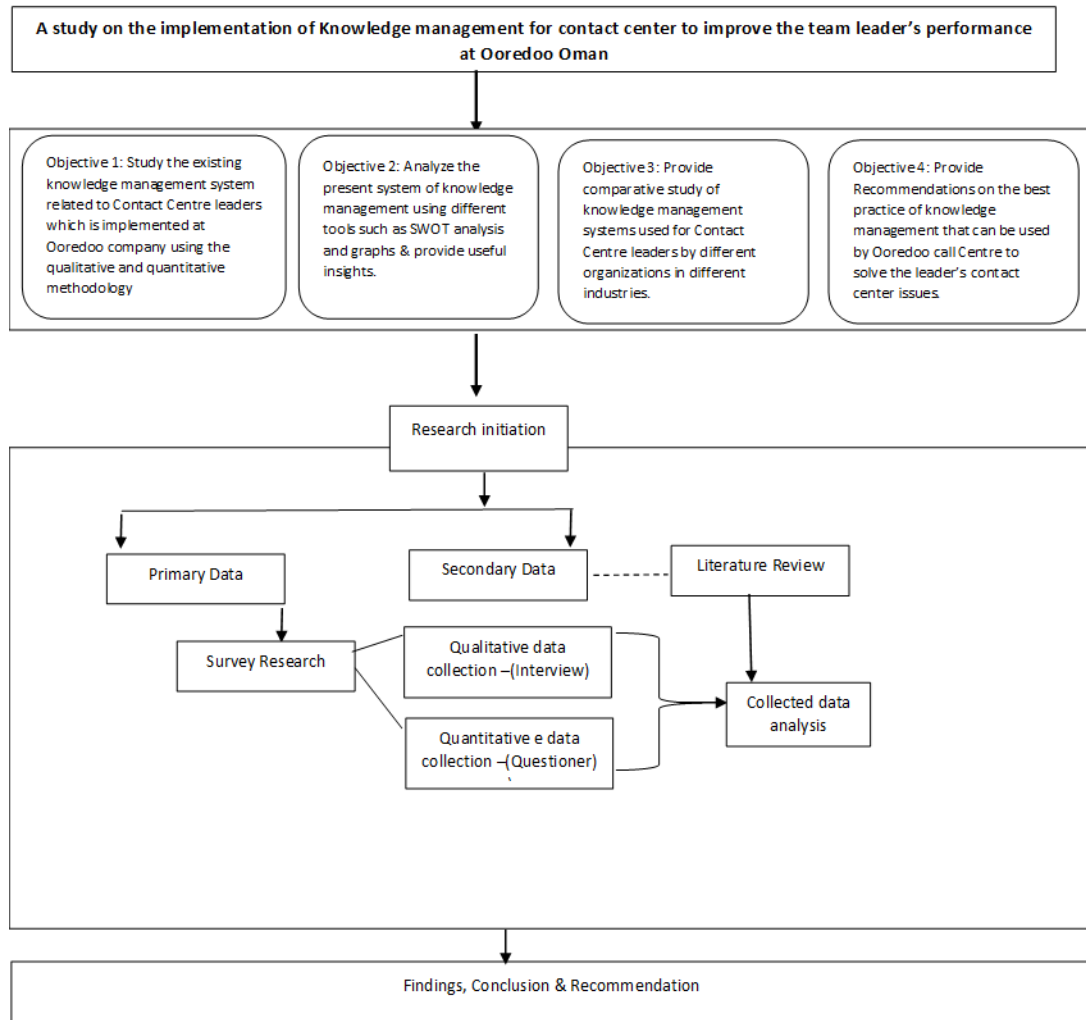 A study on the implementation of Knowledge management for contact center to improve the team leader's performance
at Ooredoo Oman
Objective 1: Study the existing
knowledge management system
related to Contact Centre leaders
which is implemented at
Ooredoo company using the
qualitative and quantitative
methodology
Objective 2: Analyze the
present system of knowledge
management using different
tools such as SWOT analysis
and graphs & provide useful
insights.
Objective 3: Provide
comparative study of
knowledge management
systems used for Contact
Centre leaders by different
organizations in different
industries.
Objective 4: Provide
Recommendations on the best
practice of knowledge
management that can be used
by Ooredoo call Centre to
solve the leader's contact
center issues.
Research initiation
Primary Data
Secondary Data
Literature Review
Survey Research
Qualitative data
collection –(Interview)
Quantitative e data
collection –(Questioner)
Collected data
analysis
Findings, Conclusion & Recommendation